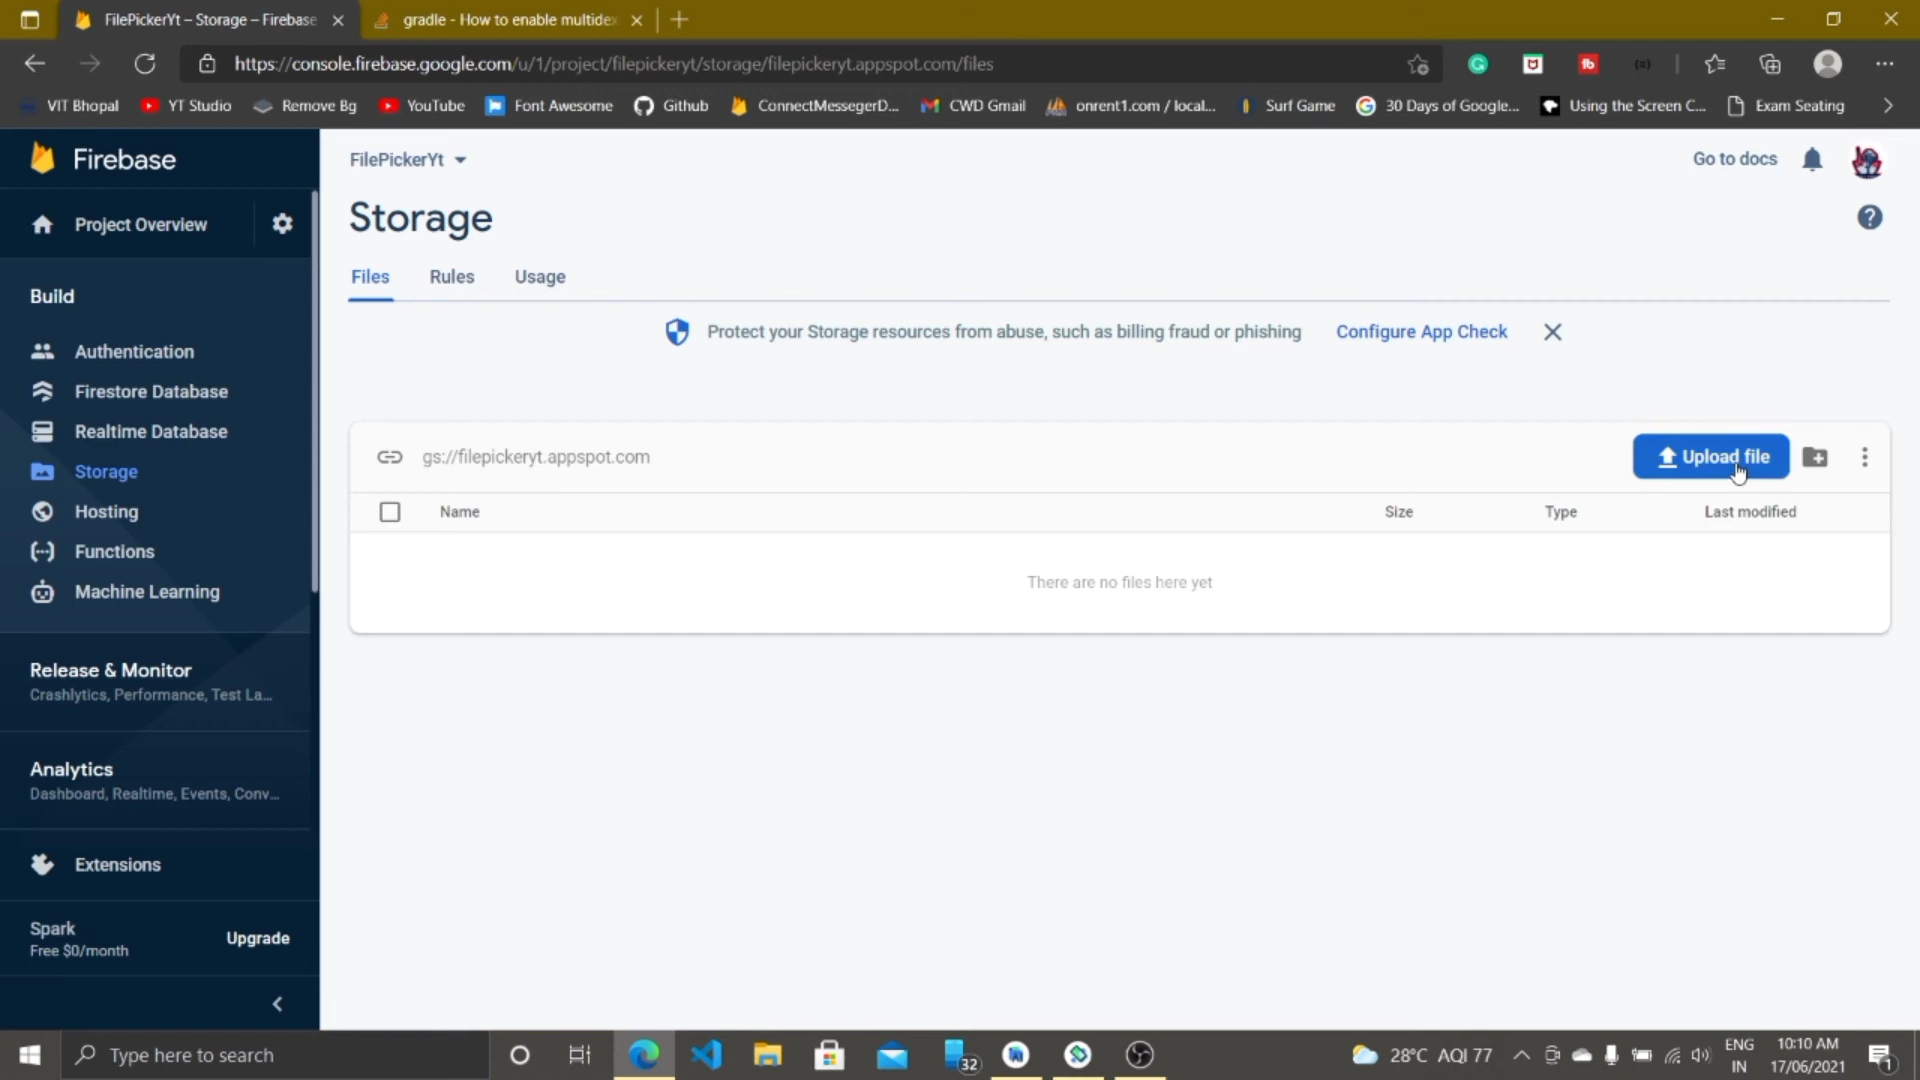 FilePickerYt – Storage – Firebase
gradle - How to enable multidex
https://console.firebase.google.com/u/1/project/filepickeryt/storage/filepickeryt.appspot.com/files
VIT Bhopal
YT Studio
Remove Bg
YouTube
Font Awesome
Github
ConnectMessegerD...
CWD Gmail
onrent1.com / local...
Surf Game
30 Days of Google...
Using the Screen C...
Exam Seating
Firebase
FilePickerYt
Go to docs
Project Overview
Storage
Files
Rules
Usage
Build
Protect your Storage resources from abuse, such as billing fraud or phishing
Configure App Check
Authentication
Firestore Database
Realtime Database
Storage
Hosting
Functions
Machine Learning
gs://filepickeryt.appspot.com
Upload file
Name
Size
Type
Last modified
There are no files here yet
Release & Monitor
Crashlytics, Performance, Test La...
Analytics
Dashboard, Realtime, Events, Conv...
Extensions
Spark
Free $0/month
Upgrade
Type here to search
32
28°C AQI 77
ENG
IN
10:10 AM
17/06/2021
1